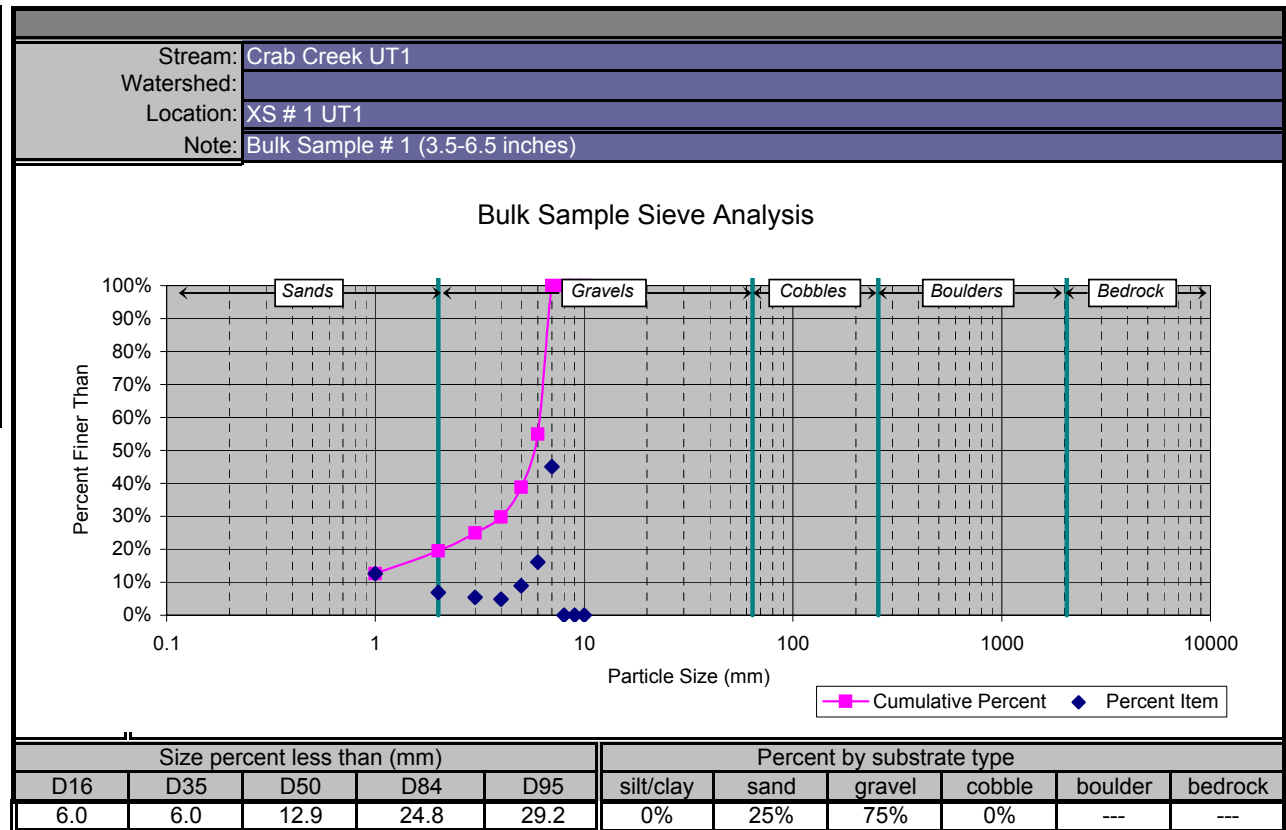 Stream: Crab Creek UT1
Watershed:
Location: XS # 1 UT1
Note: Bulk Sample # 1 (3.5-6.5 inches)
Bulk Sample Sieve Analysis
Sands Gravels Cobbles Boulders Bedrock
100%
90%
80%
70%
60%
50%
40%
30%
20%
10%
0%
Percent Finer Than
0.1 1 10 100 1000 10000
Particle Size (mm)
Cumulative Percent Percent Item
Size percent less than (mm) Percent by substrate type
D16 D35 D50 D84 D95 silt/clay sand gravel cobble boulder bedrock
6.0 6.0 12.9 24.8 29.2 0% 25% 75% 0% --- ---